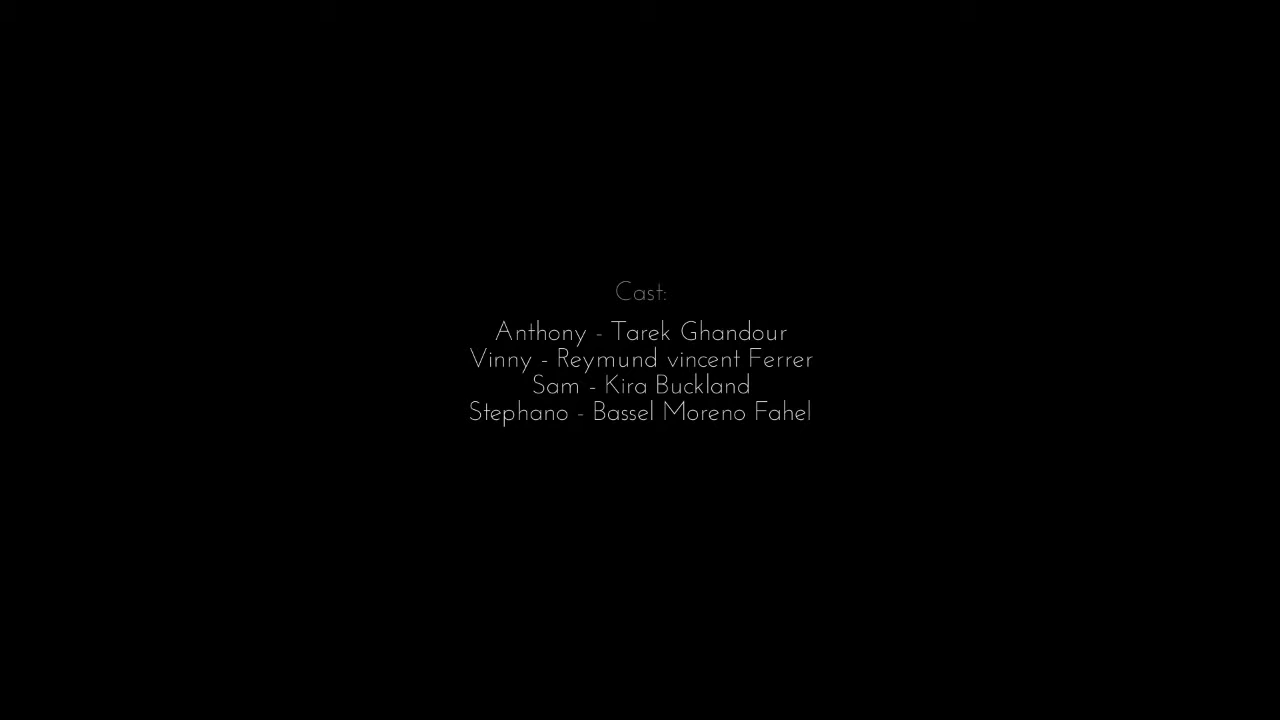 Cast:
Anthony - Tarek Ghandour
Vinny - Reymund vincent Ferrer
Sam - Kira Buckland
Stephano - Bassel Moreno Fahel